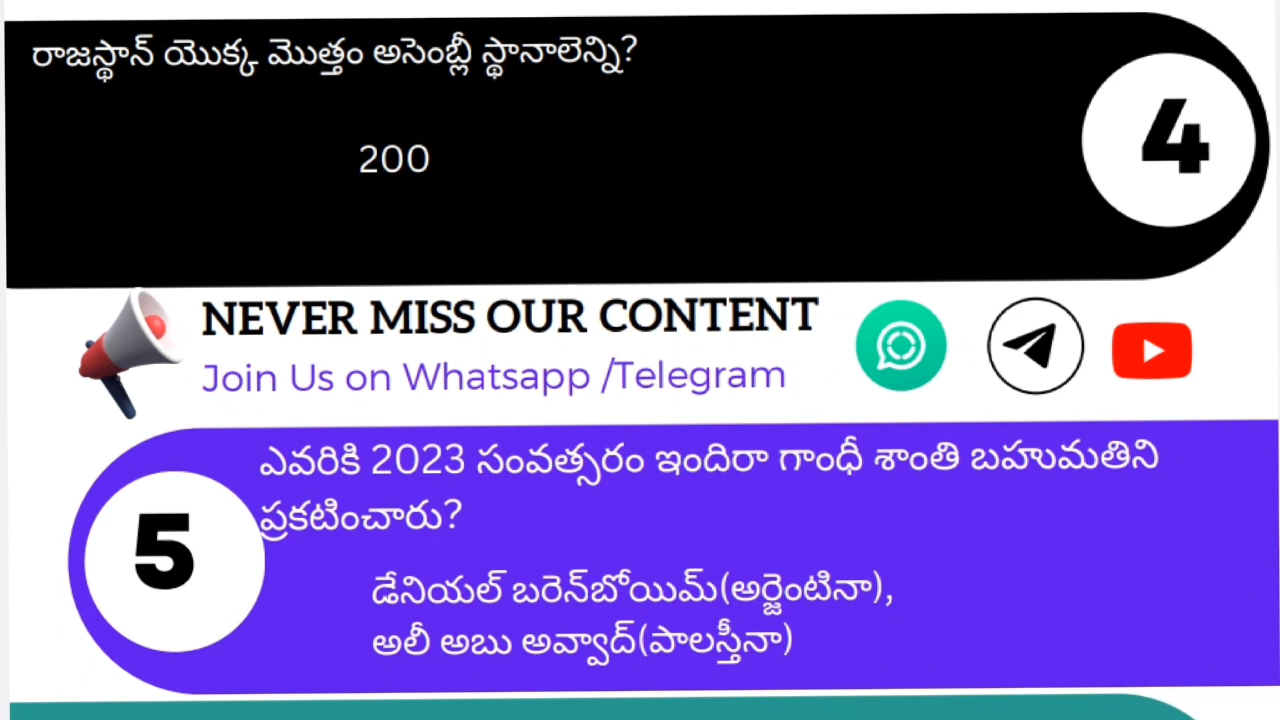 రాజస్థాన్ యొక్క మొత్తం అసెంబ్లీ స్థానాలెన్ని?
200
4
NEVER MISS OUR CONTENT
Join Us on Whatsapp /Telegram
5
ఎవరికి 2023 సంవత్సరం ఇందిరా గాంధీ శాంతి బహుమతిని
ప్రకటించారు?
డేనియల్ బరెన్‌బోయిమ్(అర్జెంటినా),
అలీ అబు అవ్వాద్(పాలస్తీనా)